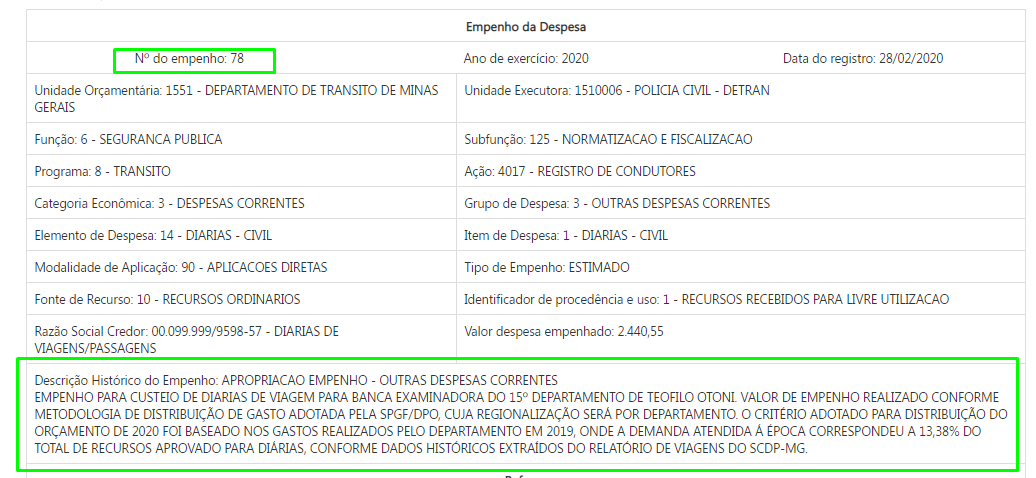 Empenho da Despesa
Nº do empenho: 78 Ano de exercício: 2020 Data do registro: 28/02/2020
Unidade Orçamentária: 1551 - DEPARTAMENTO DE TRANSITO DE MINAS
GERAIS
Unidade Executora: 1510006 - POLICIA CIVIL - DETRAN
Função: 6 - SEGURANCA PUBLICA
Subfunção: 125 - NORMATIZACAO E FISCALIZACAO
Programa: 8 - TRANSITO
Ação: 4017 - REGISTRO DE CONDUTORES
Categoria Econômica: 3 - DESPESAS CORRENTES
Grupo de Despesa: 3 - OUTRAS DESPESAS CORRENTES
Elemento de Despesa: 14 - DIARIAS - CIVIL
Item de Despesa: 1 - DIARIAS - CIVIL
Modalidade de Aplicação: 90 - APLICACOES DIRETAS
Tipo de Empenho: ESTIMADO
Fonte de Recurso: 10 - RECURSOS ORDINARIOS
Identificador de procedência e uso: 1 - RECURSOS RECEBIDOS PARA LIVRE UTILIZACAO
Razão Social Credor: 00.099.999/9598-57 - DIARIAS DE
VIAGENS/PASSAGENS
Valor despesa empenhado: 2.440,55
Descrição Histórico do Empenho: APROPRIACAO EMPENHO - OUTRAS DESPESAS CORRENTES
EMPENHO PARA CUSTEIO DE DIARIAS DE VIAGEM PARA BANCA EXAMINADORA DO 15º DEPARTAMENTO DE TEOFILO OTONI. VALOR DE EMPENHO REALIZADO CONFORME
METODOLOGIA DE DISTRIBUIÇÃO DE GASTO ADOTADA PELA SPGF/DPO, CUJA REGIONALIZAÇÃO SERÁ POR DEPARTAMENTO. O CRITÉRIO ADOTADO PARA DISTRIBUIÇÃO DO
ORÇAMENTO DE 2020 FOI BASEADO NOS GASTOS REALIZADOS PELO DEPARTAMENTO EM 2019, ONDE A DEMANDA ATENDIDA Á ÉPOCA CORRESPONDEU A 13,38% DO
TOTAL DE RECURSOS APROVADO PARA DIÁRIAS, CONFORME DADOS HISTÓRICOS EXTRAÍDOS DO RELATÓRIO DE VIAGENS DO SCDP-MG.